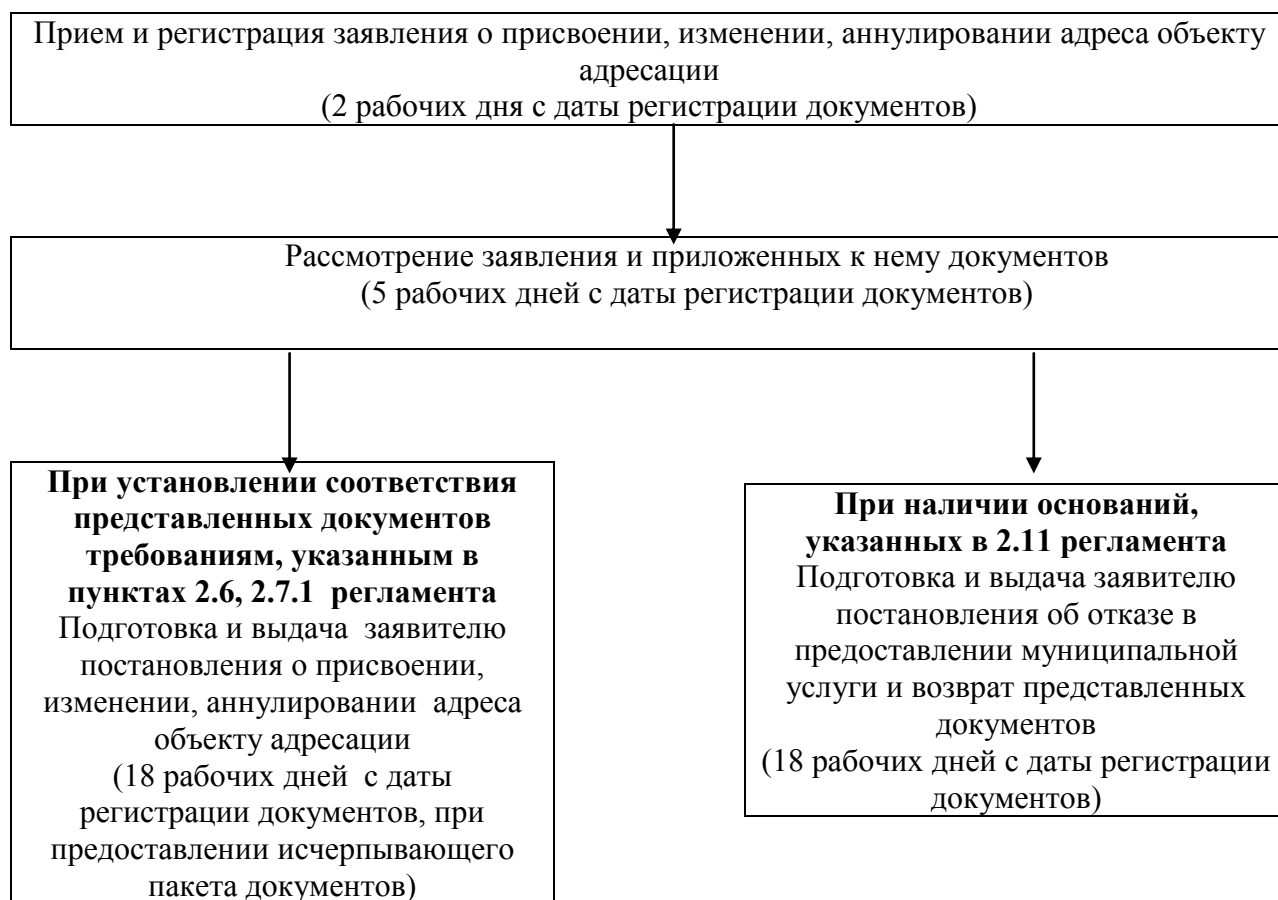 Прием и регистрация заявления о присвоении, изменении, аннулировании адреса объекту
адресации
(2 рабочих дня с даты регистрации документов)
Рассмотрение заявления и приложенных к нему документов
(5 рабочих дней с даты регистрации документов)
При установлении соответствия
представленных документов
требованиям, указанным в
пунктах 2.6, 2.7.1 регламента
Подготовка и выдача заявителю
постановления о присвоении,
изменении, аннулировании адреса
объекту адресации
(18 рабочих дней с даты
регистрации документов, при
предоставлении исчерпывающего
пакета документов)
При наличии оснований,
указанных в 2.11 регламента
Подготовка и выдача заявителю
постановления об отказе в
предоставлении муниципальной
услуги и возврат представленных
документов
(18 рабочих дней с даты регистрации
документов)